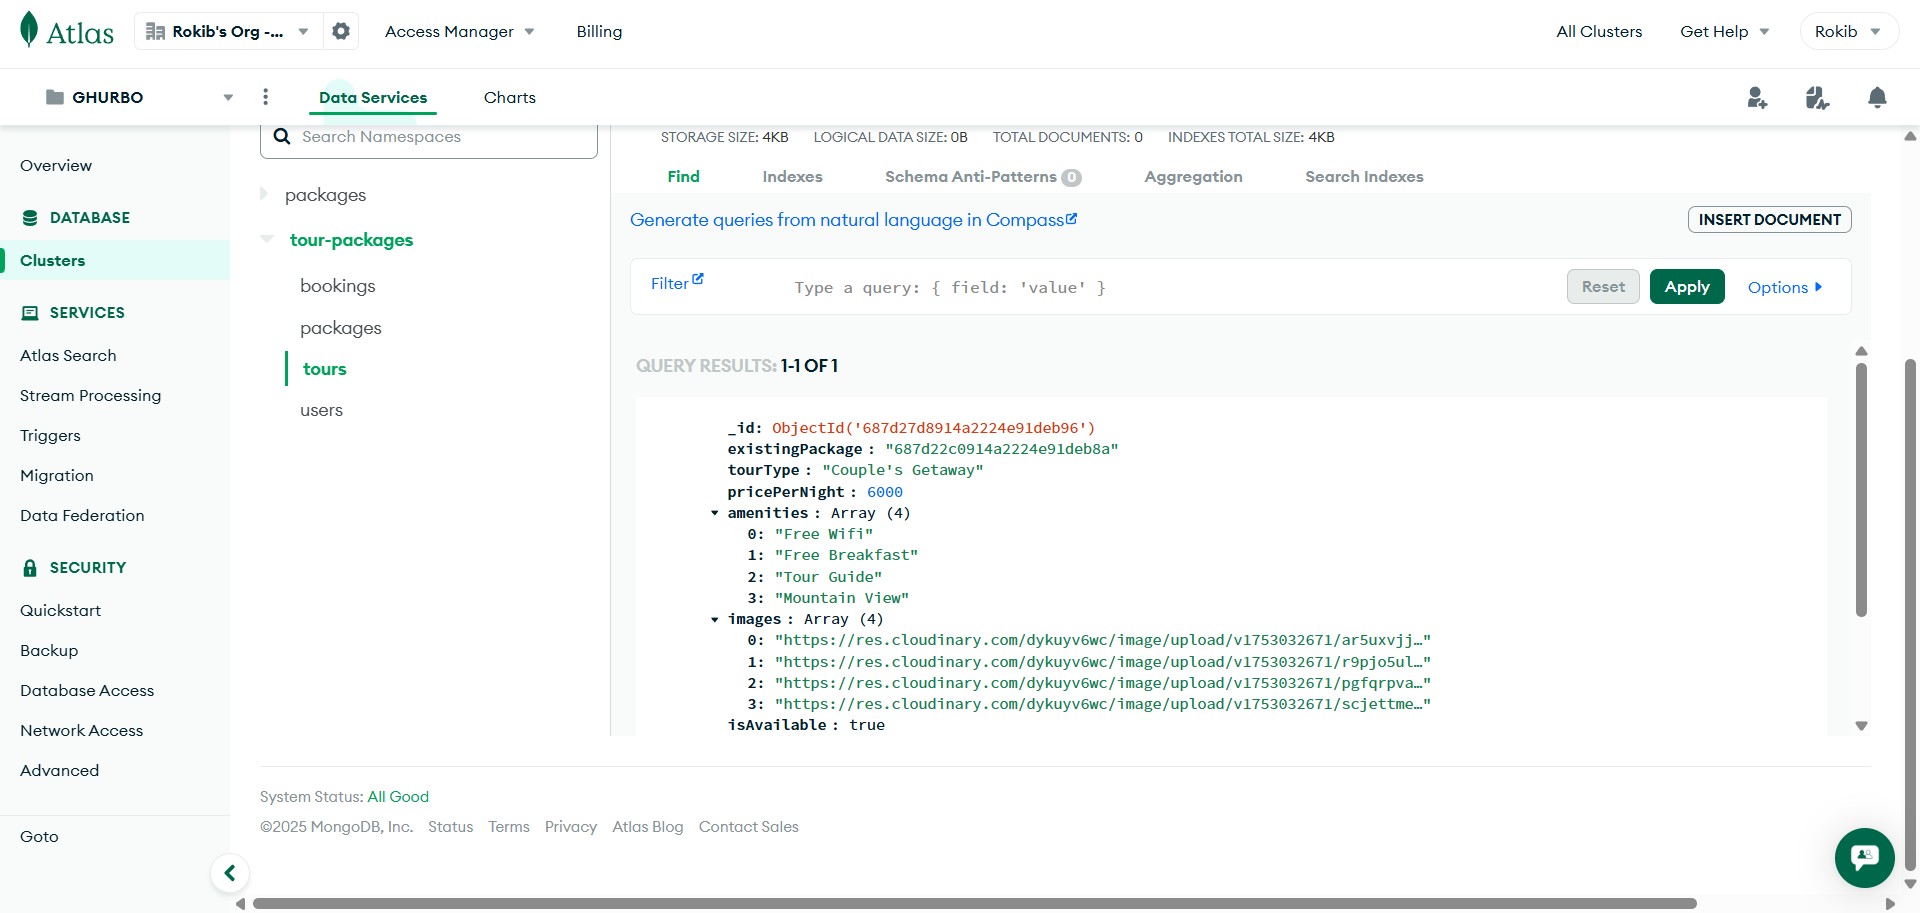 Atlas
Rokib's Org -...
Access Manager
Billing
All Clusters
Get Help
Rokib
GHURBO
Data Services
Charts
Overview
DATABASE
Clusters
SERVICES
Atlas Search
Stream Processing
Triggers
Migration
Data Federation
SECURITY
Quickstart
Backup
Database Access
Network Access
Advanced
Goto
Search Namespaces
packages
tour-packages
bookings
packages
tours
users
STORAGE SIZE: 4KB LOGICAL DATA SIZE: 0B TOTAL DOCUMENTS: 0 INDEXES TOTAL SIZE: 4KB
Find Indexes Schema Anti-Patterns 0 Aggregation Search Indexes
Generate queries from natural language in Compass
INSERT DOCUMENT
Filter
Type a query: { field: 'value' }
Reset
Apply
Options
QUERY RESULTS: 1-1 OF 1
_id: ObjectId('687d27d8914a2224e91deb96')
existingPackage : "687d22c0914a2224e91deb8a"
tourType : "Couple's Getaway"
pricePerNight : 6000
amenities : Array (4)
0: "Free Wifi"
1: "Free Breakfast"
2: "Tour Guide"
3: "Mountain View"
images : Array (4)
0: "https://res.cloudinary.com/dykuyv6wc/image/upload/v1753032671/ar5uxvjj…"
1: "https://res.cloudinary.com/dykuyv6wc/image/upload/v1753032671/r9pjo5ul…"
2: "https://res.cloudinary.com/dykuyv6wc/image/upload/v1753032671/pgfqrpva…"
3: "https://res.cloudinary.com/dykuyv6wc/image/upload/v1753032671/scjettme…"
isAvailable : true
System Status: All Good
©2025 MongoDB, Inc. Status Terms Privacy Atlas Blog Contact Sales